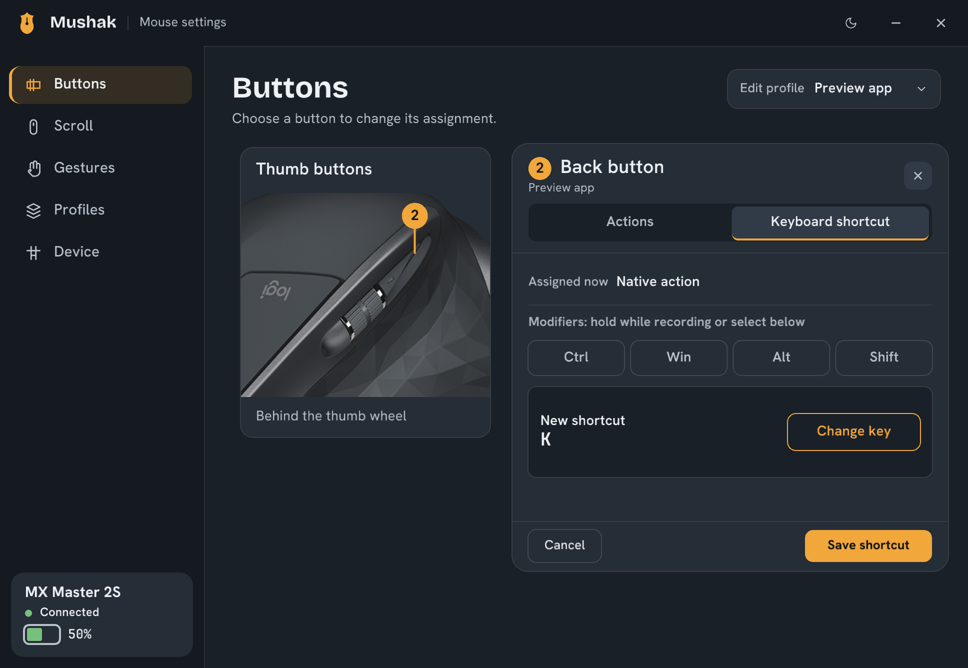 Mushak
Mouse settings
Buttons
Scroll
Gestures
Profiles
Device
MX Master 2S
Connected
50%
Buttons
Choose a button to change its assignment.
Edit profile Preview app
Thumb buttons
2
logi
Behind the thumb wheel
2 Back button
Preview app
Actions Keyboard shortcut
Assigned now Native action
Modifiers: hold while recording or select below
Ctrl Win Alt Shift
New shortcut
K
Change key
Cancel Save shortcut